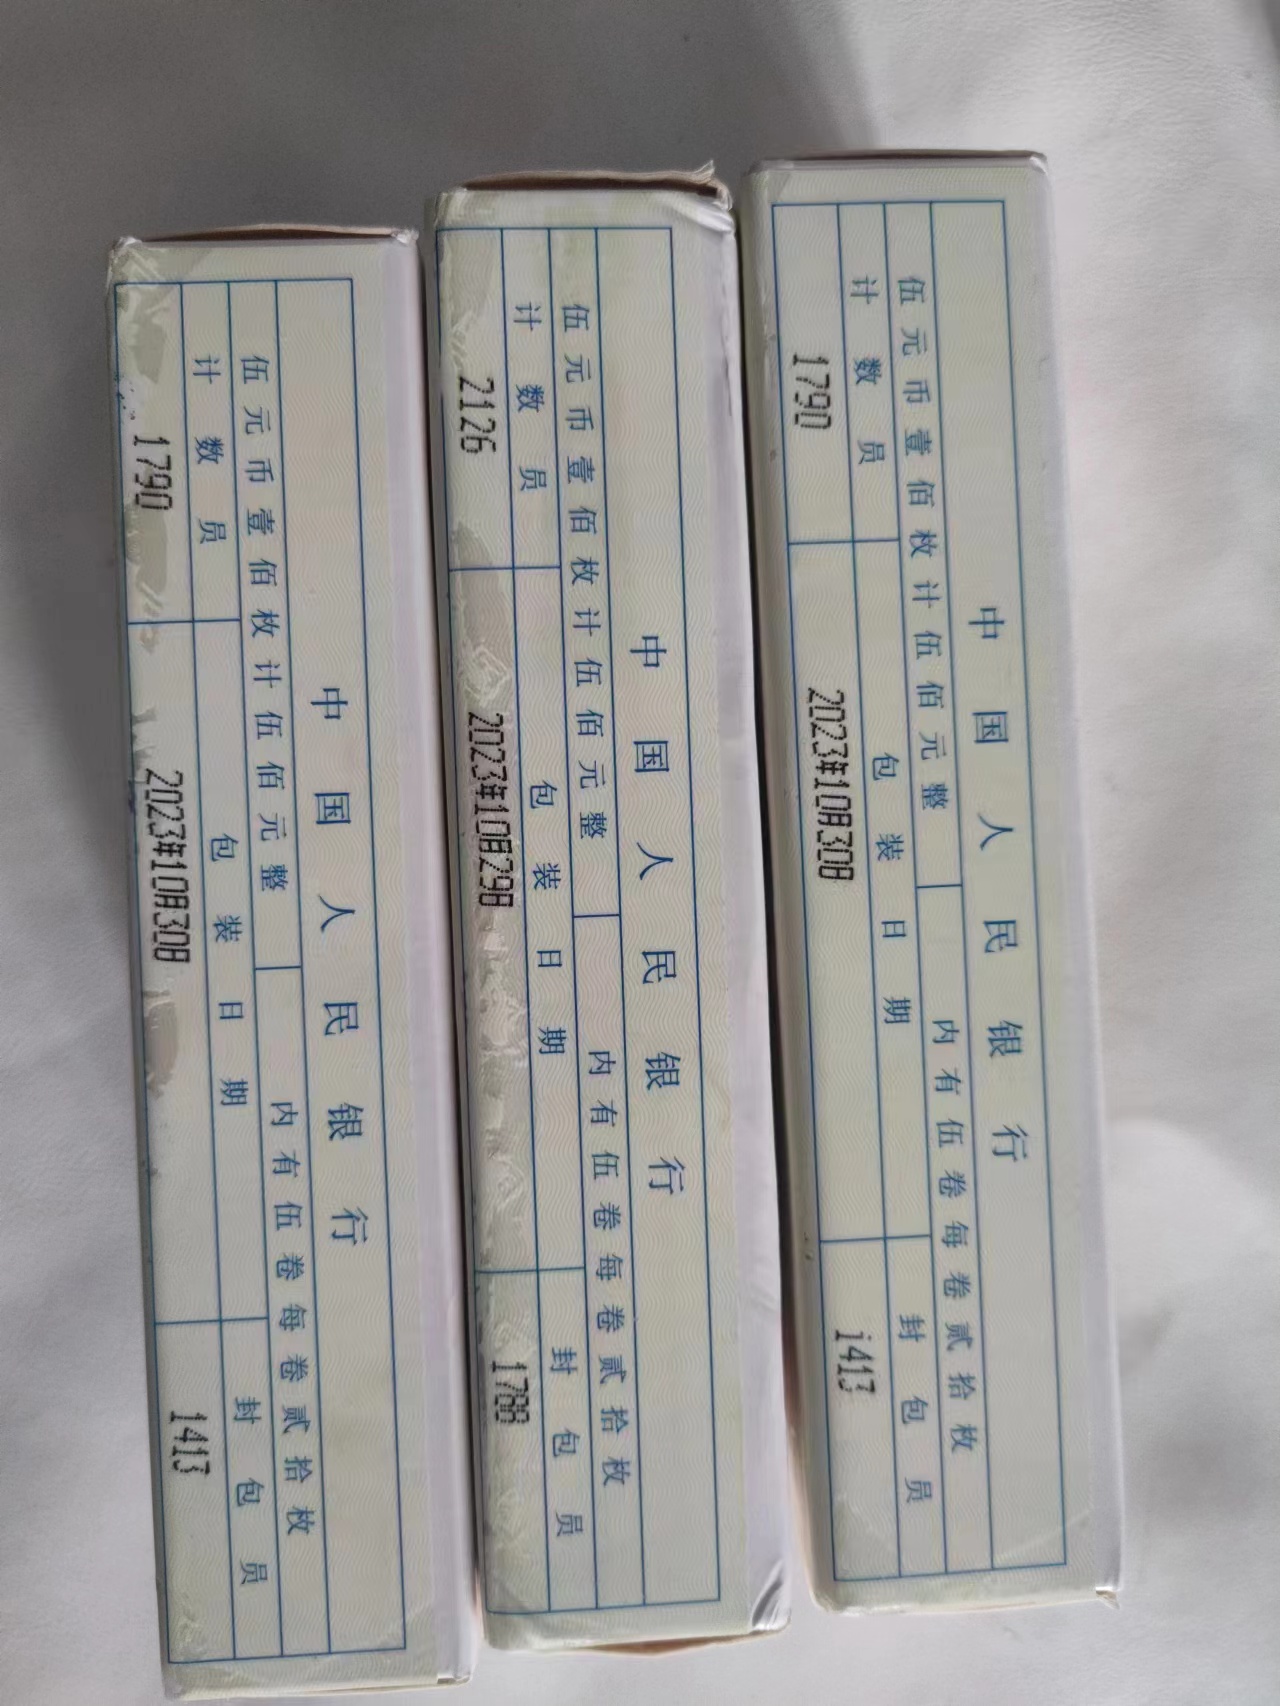 中国人民银行
伍元币壹佰枚计伍佰元整 内有伍卷每卷贰拾枚
计数员 包装日期 封包员
1790 2023年10月30日 1413
中国人民银行
伍元币壹佰枚计伍佰元整 内有伍卷每卷贰拾枚
计数员 包装日期 封包员
2126 2023年10月29日 1788
中国人民银行
伍元币壹佰枚计伍佰元整 内有伍卷每卷贰拾枚
计数员 包装日期 封包员
1790 2023年10月30日 1413